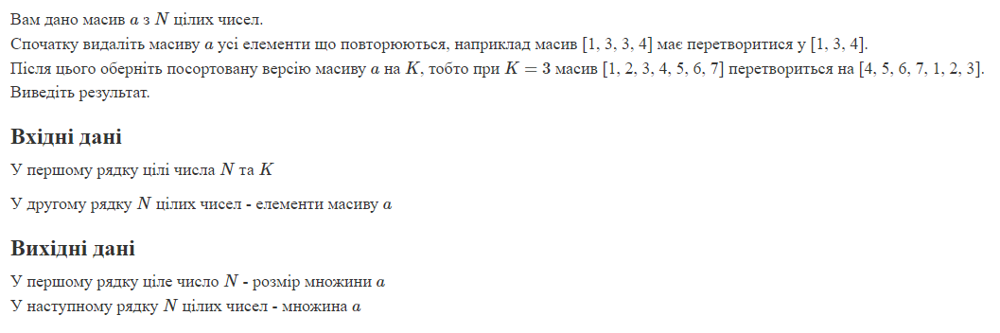 Вам дано масив a з N цілих чисел.
Спочатку видаліть масиву a усі елементи що повторюються, наприклад масив [1, 3, 3, 4] має перетворитися у [1, 3, 4].
Після цього оберніть посортовану версію масиву a на K, тобто при K = 3 масив [1, 2, 3, 4, 5, 6, 7] перетвориться на [4, 5, 6, 7, 1, 2, 3].
Виведіть результат.
Вхідні дані
У першому рядку цілі числа N та K
У другому рядку N цілих чисел - елементи масиву a
Вихідні дані
У першому рядку ціле число N - розмір множини a
У наступному рядку N цілих чисел - множина a